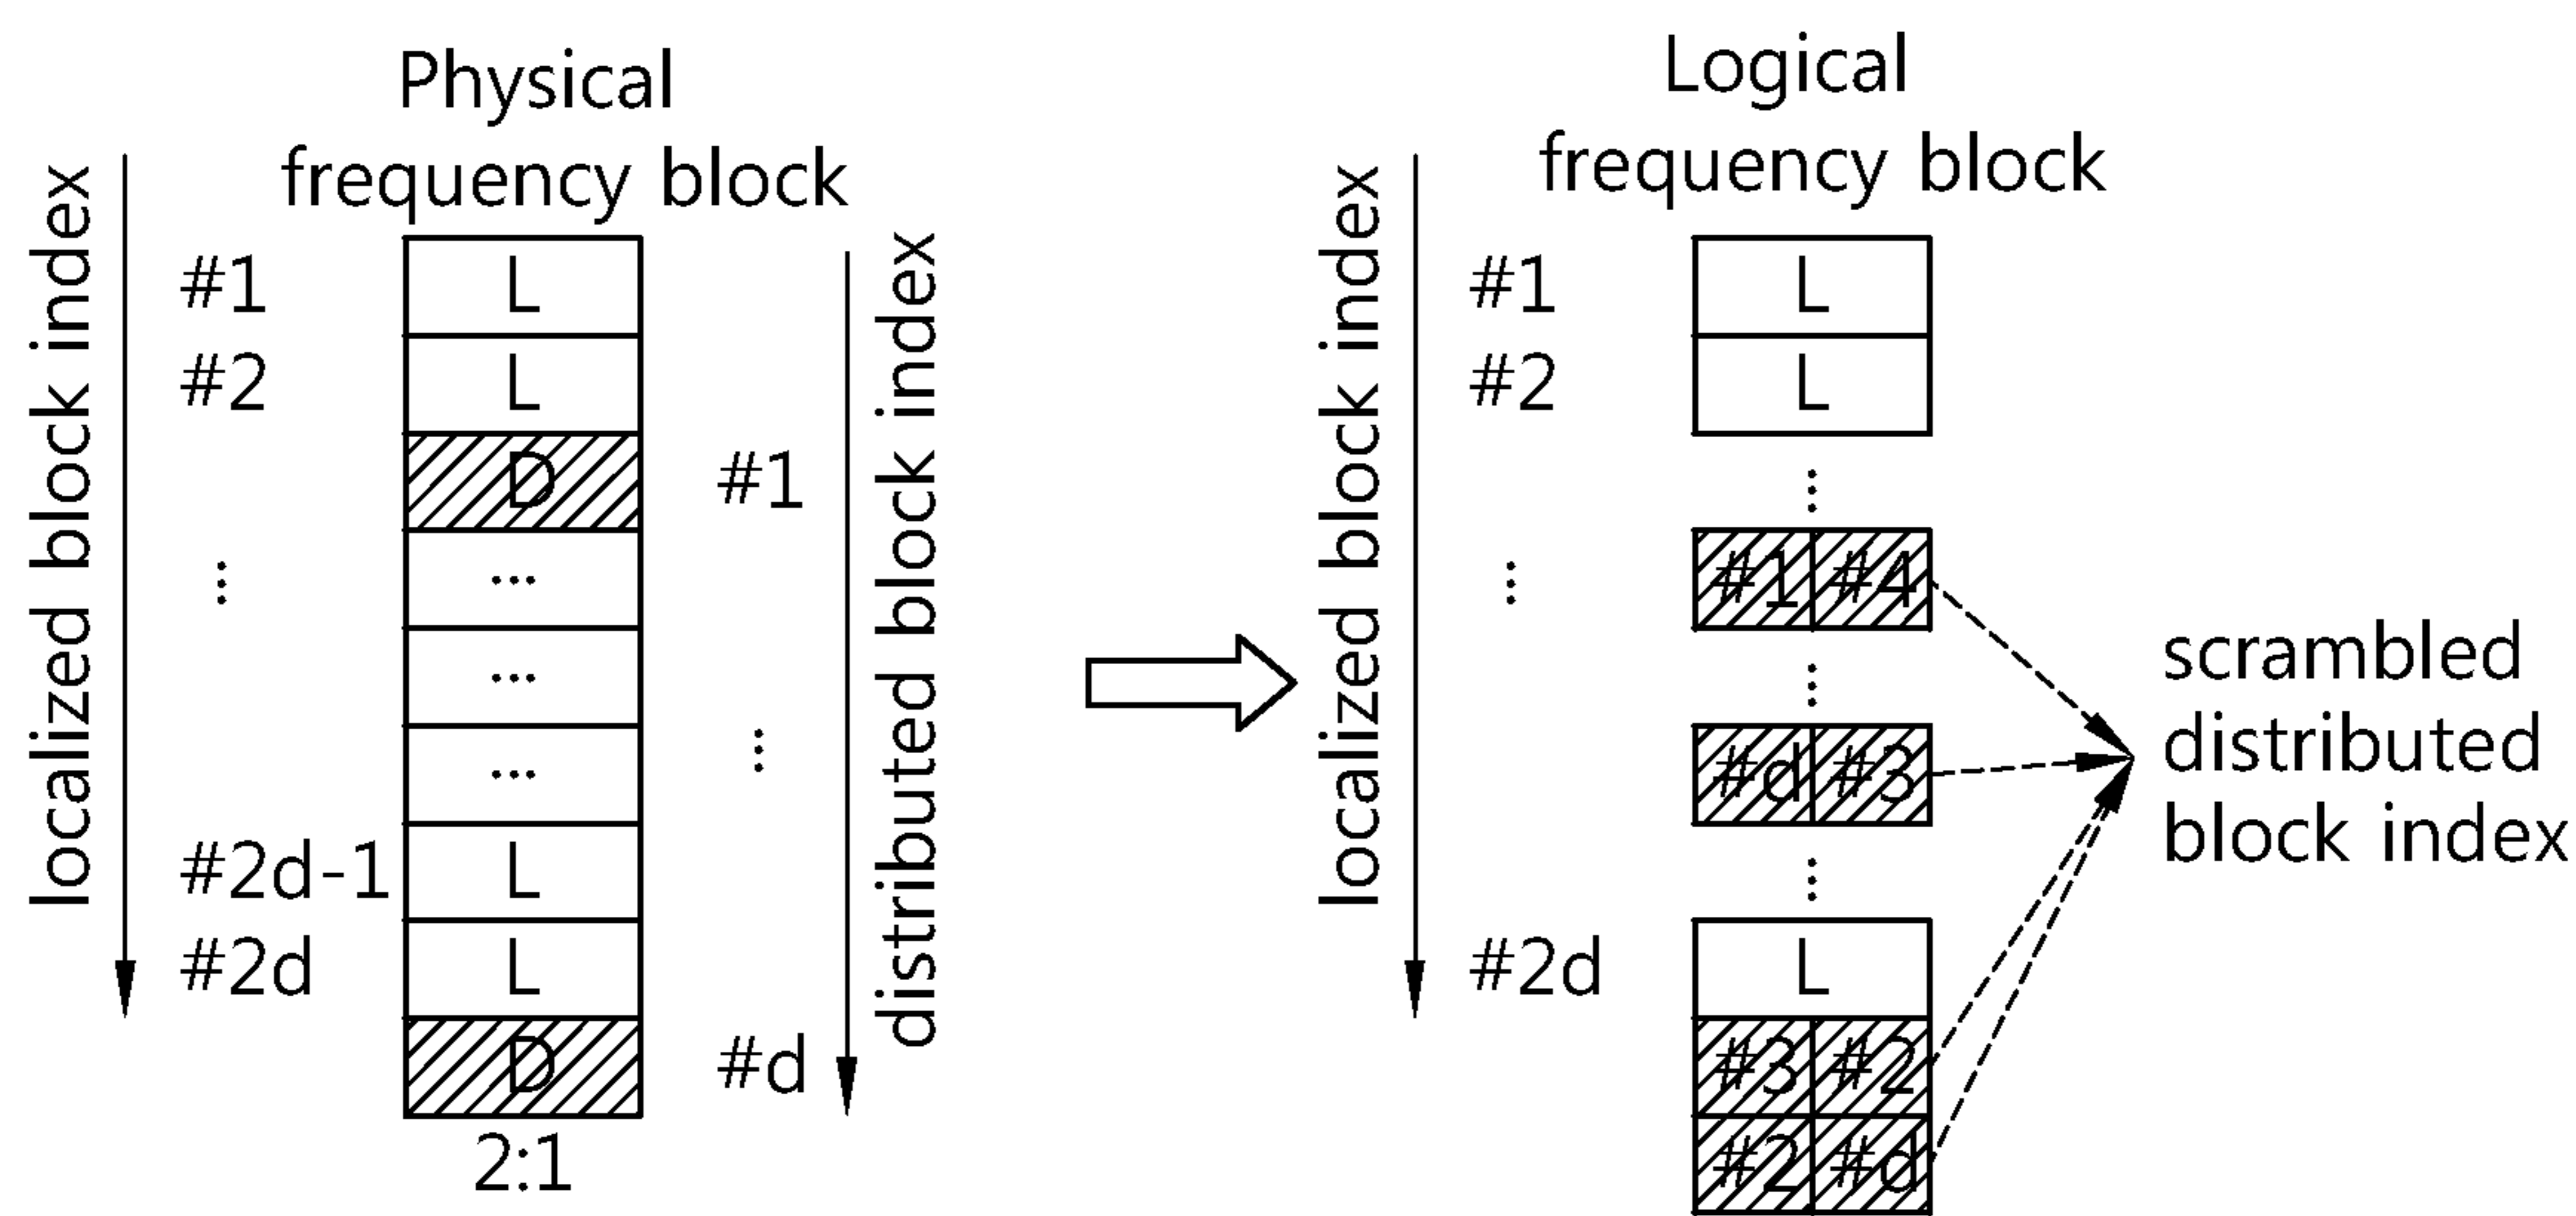 Physical
frequency block
localized block index
#1
L
#2
L
D
#1
...
...
...
...
...
#2d-1
L
#2d
L
D
#d
2:1
distributed block index
Logical
frequency block
localized block index
#1
L
#2
L
...
...
#1 #4
...
#d #3
...
#2d
L
#3 #2
#2 #d
scrambled
distributed
block index